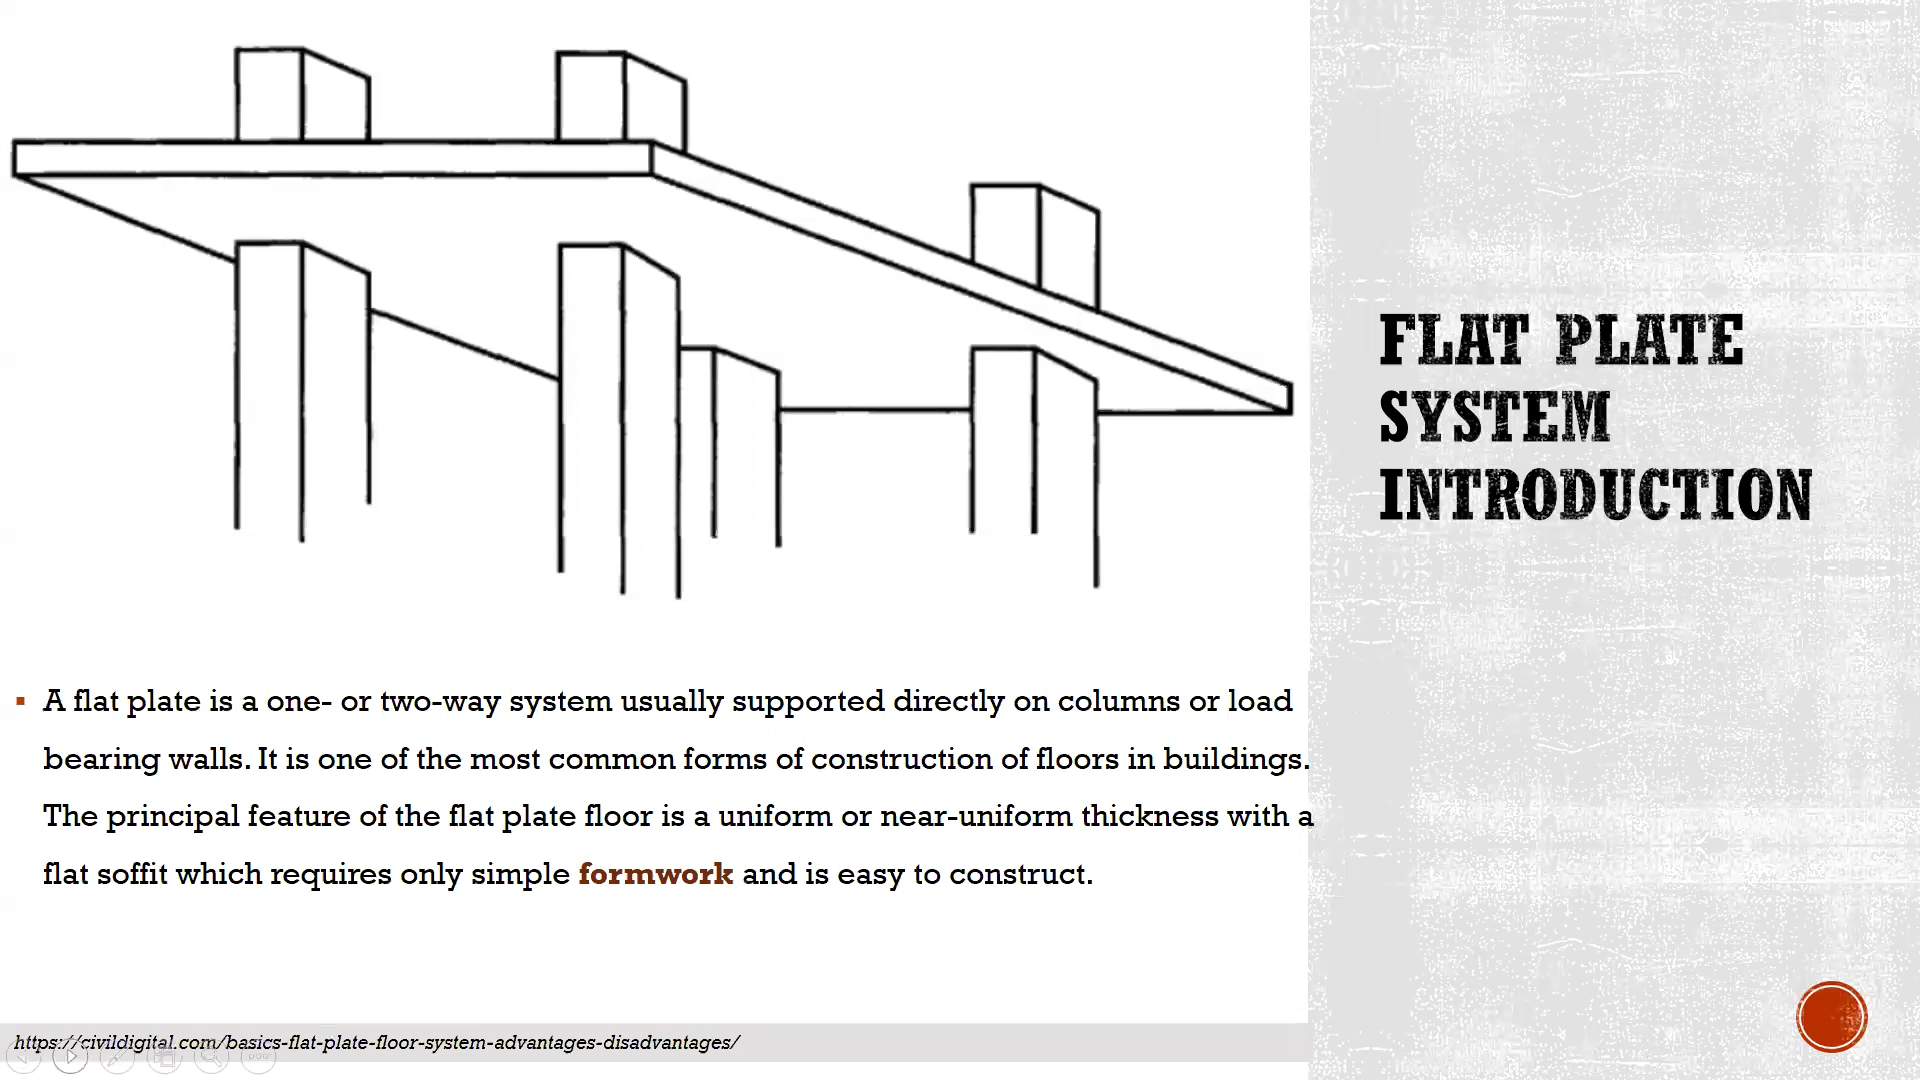 FLAT PLATE
SYSTEM
INTRODUCTION
▪ A flat plate is a one- or two-way system usually supported directly on columns or load
bearing walls. It is one of the most common forms of construction of floors in buildings.
The principal feature of the flat plate floor is a uniform or near-uniform thickness with a
flat soffit which requires only simple formwork and is easy to construct.
https://civildigital.com/basics-flat-plate-floor-system-advantages-disadvantages/